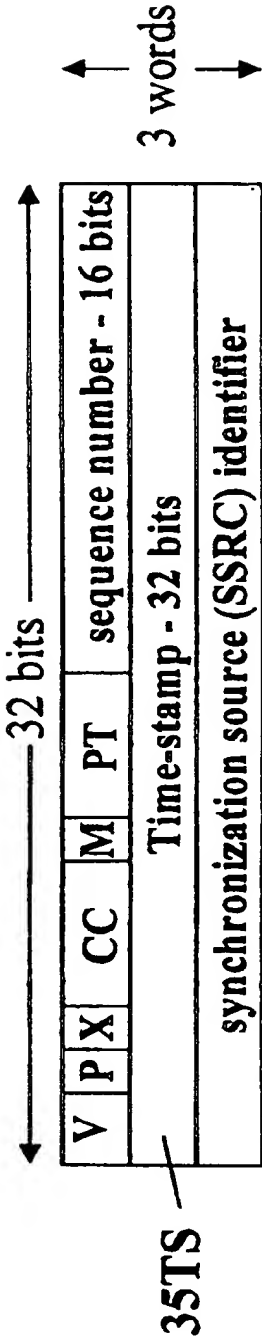 32 bits
V P X CC M PT sequence number - 16 bits
Time-stamp - 32 bits
synchronization source (SSRC) identifier
3 words
35TS